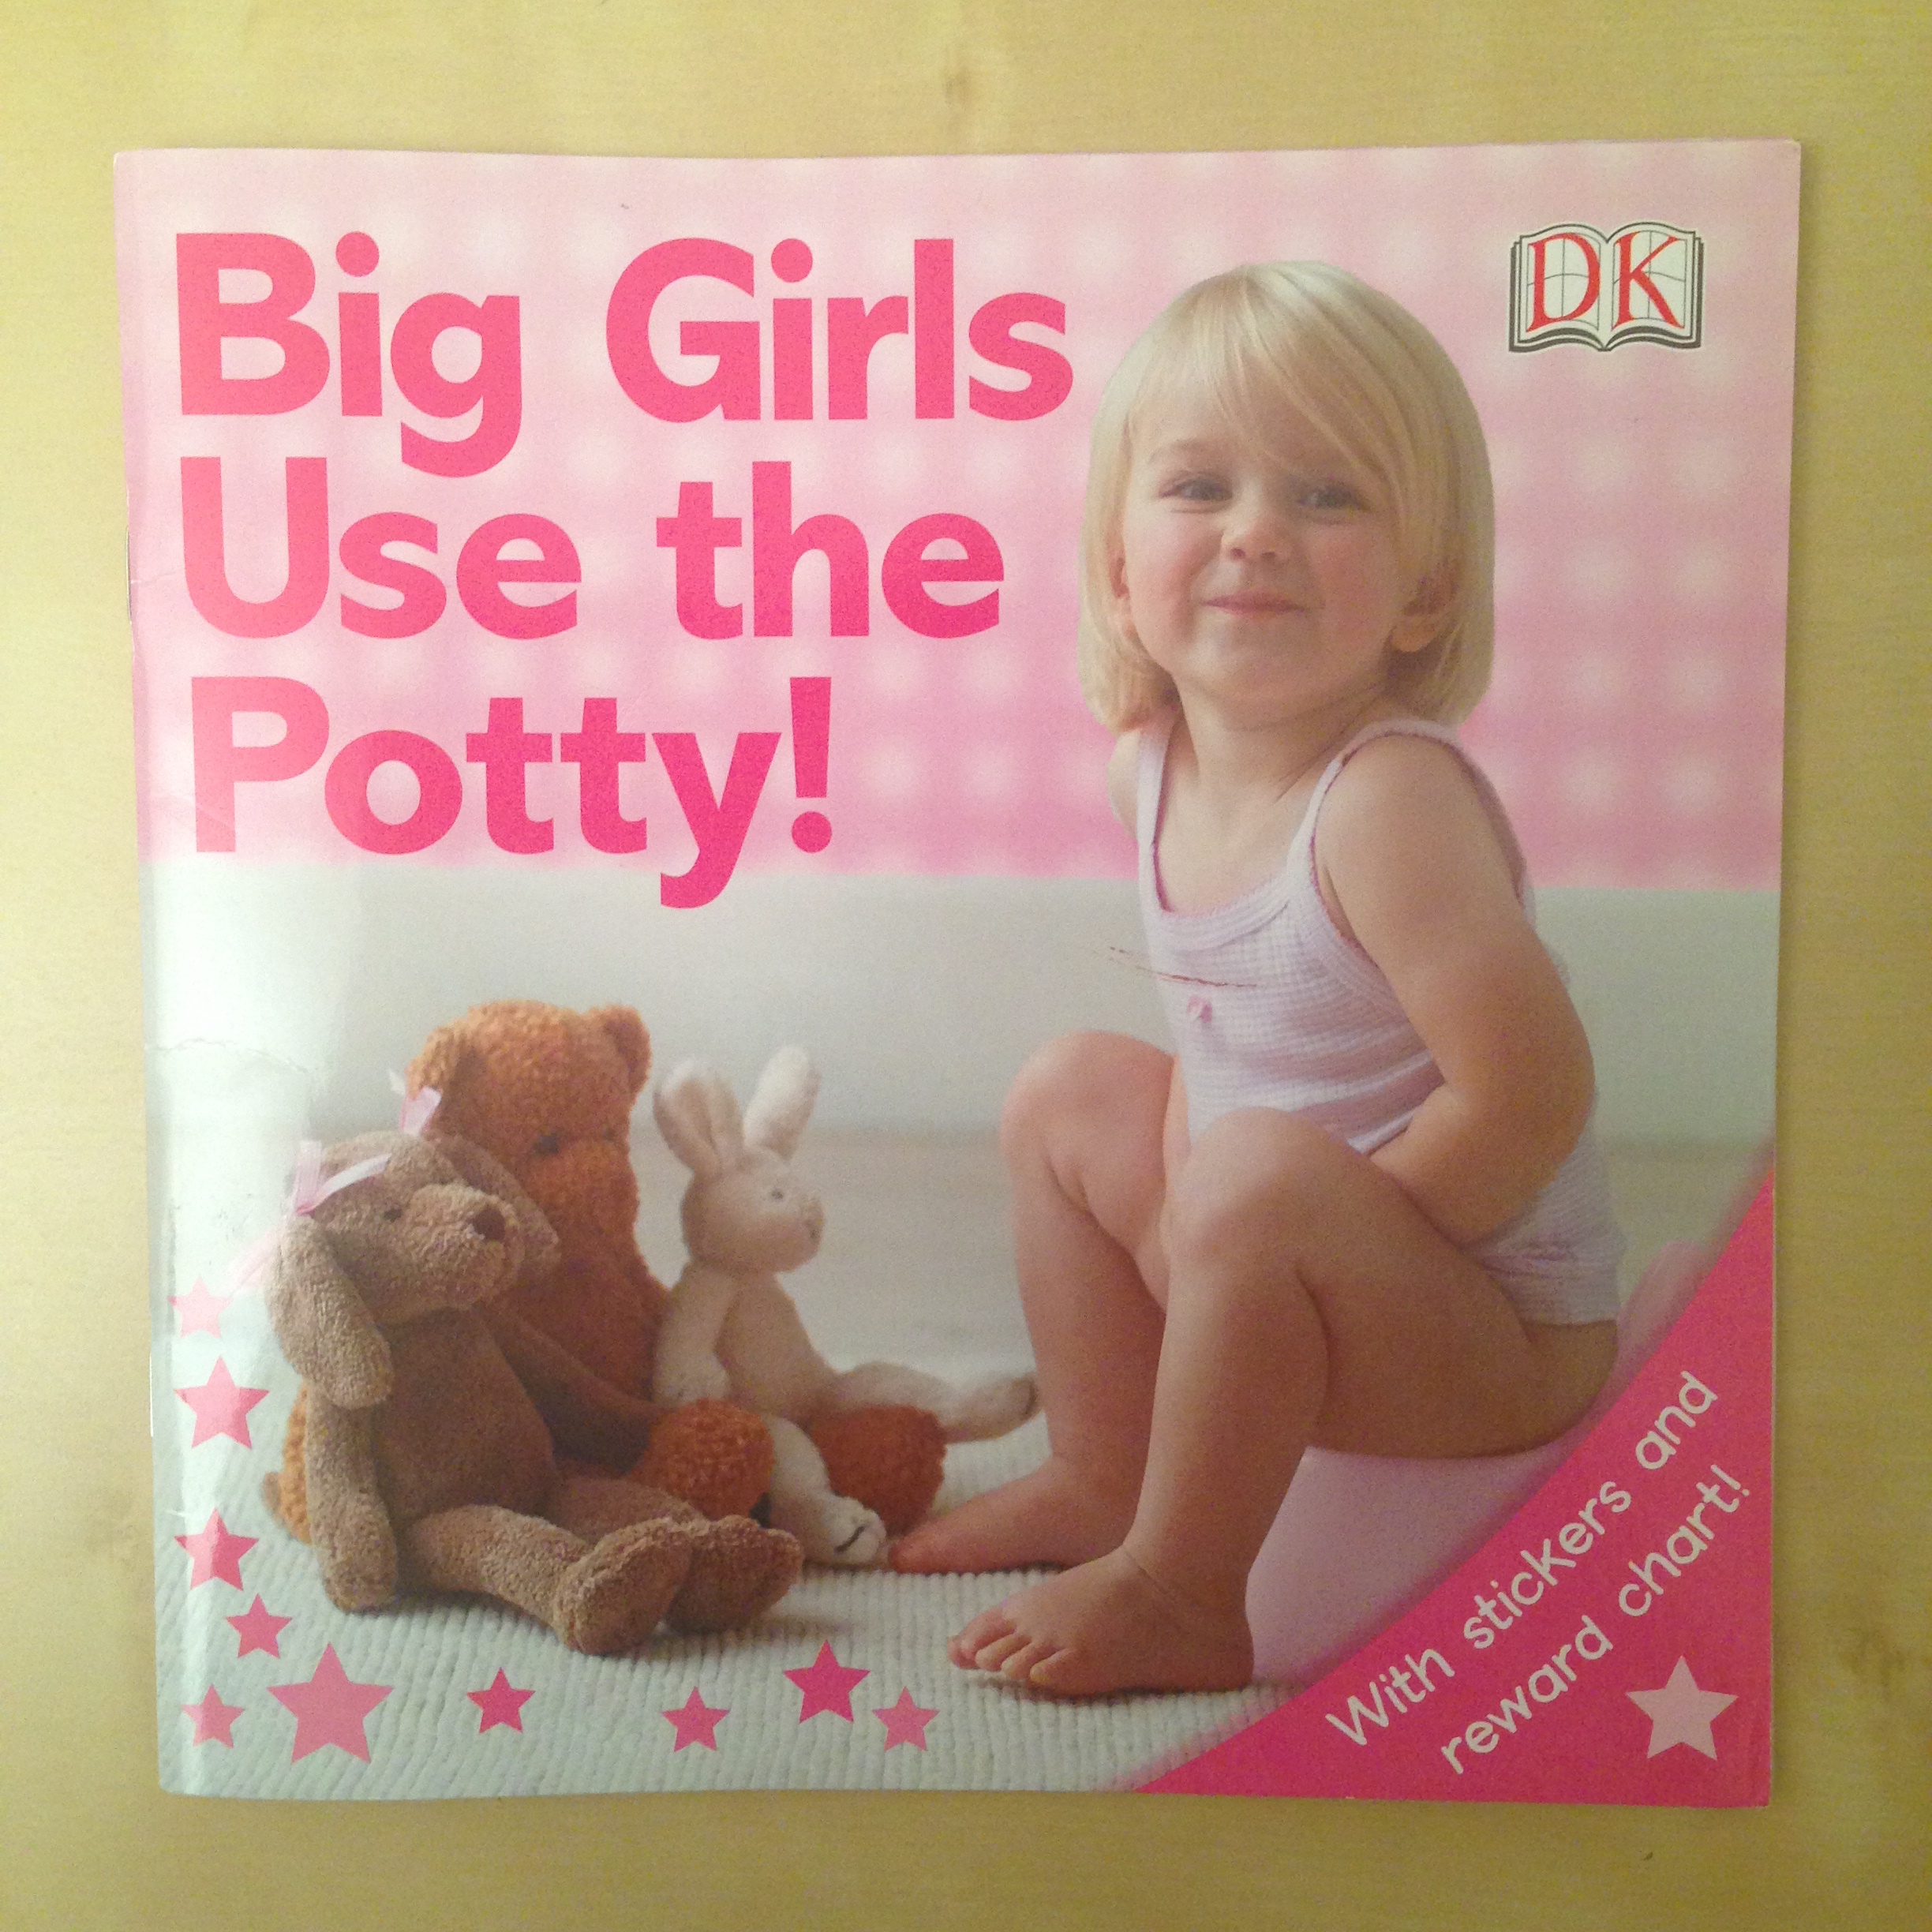 Big Girls
Use the
Potty!
DK
With stickers and
reward chart!